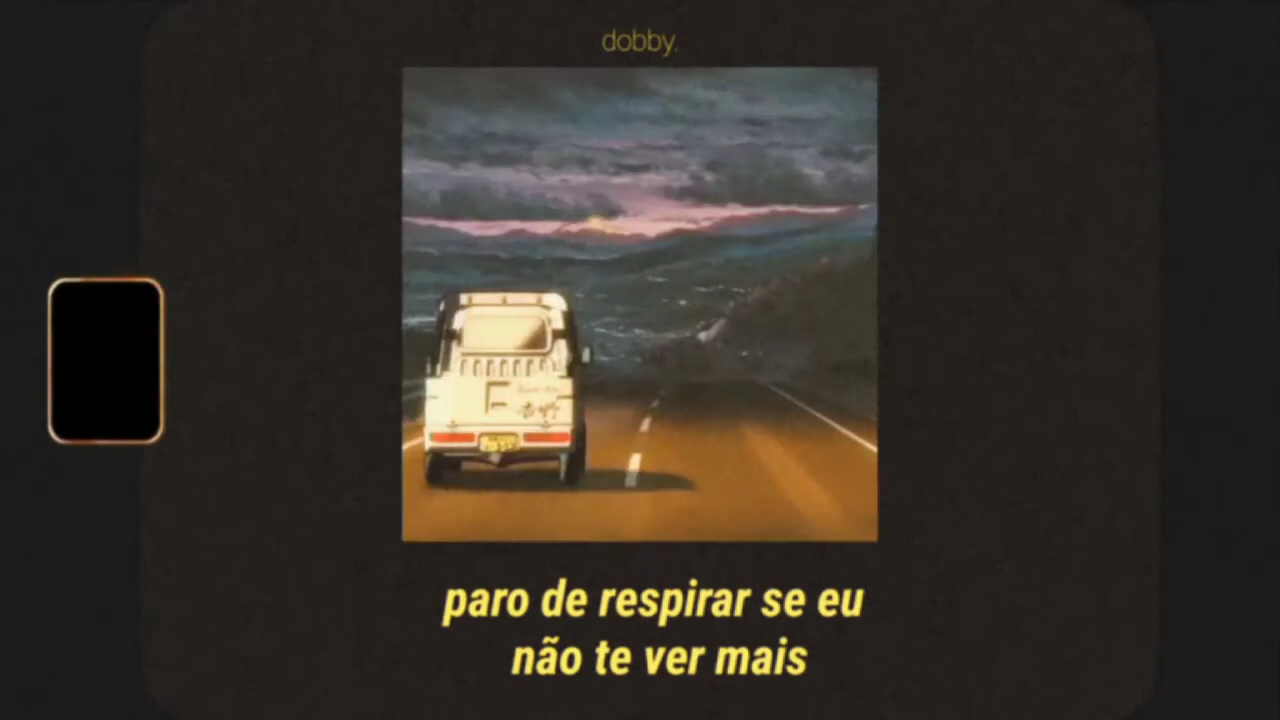 dobby.
paro de respirar se eu
não te ver mais